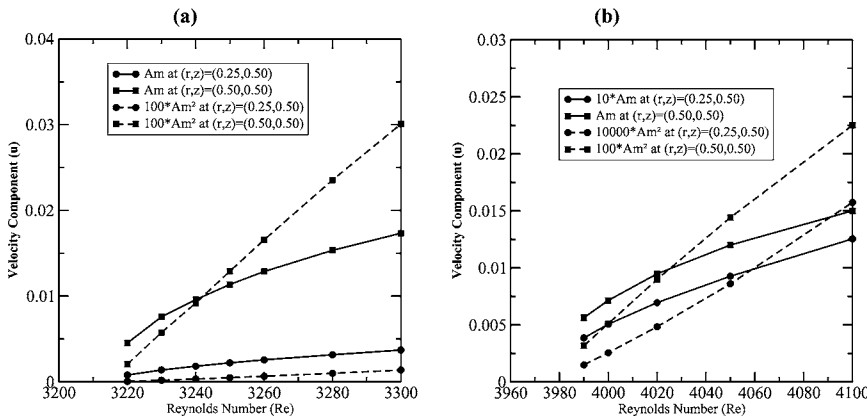 (a)
0.04
0.03
0.02
0.01
0
Velocity Component (u)
Am at (r,z)=(0.25,0.50)
Am at (r,z)=(0.50,0.50)
100*Am² at (r,z)=(0.25,0.50)
100*Am² at (r,z)=(0.50,0.50)
3200 3220 3240 3260 3280 3300
Reynolds Number (Re)
(b)
0.03
0.025
0.02
0.015
0.01
0.005
0
Velocity Component (u)
10*Am at (r,z)=(0.25,0.50)
Am at (r,z)=(0.50,0.50)
10000*Am² at (r,z)=(0.25,0.50)
100*Am² at (r,z)=(0.50,0.50)
3960 3980 4000 4020 4040 4060 4080 4100
Reynolds Number (Re)